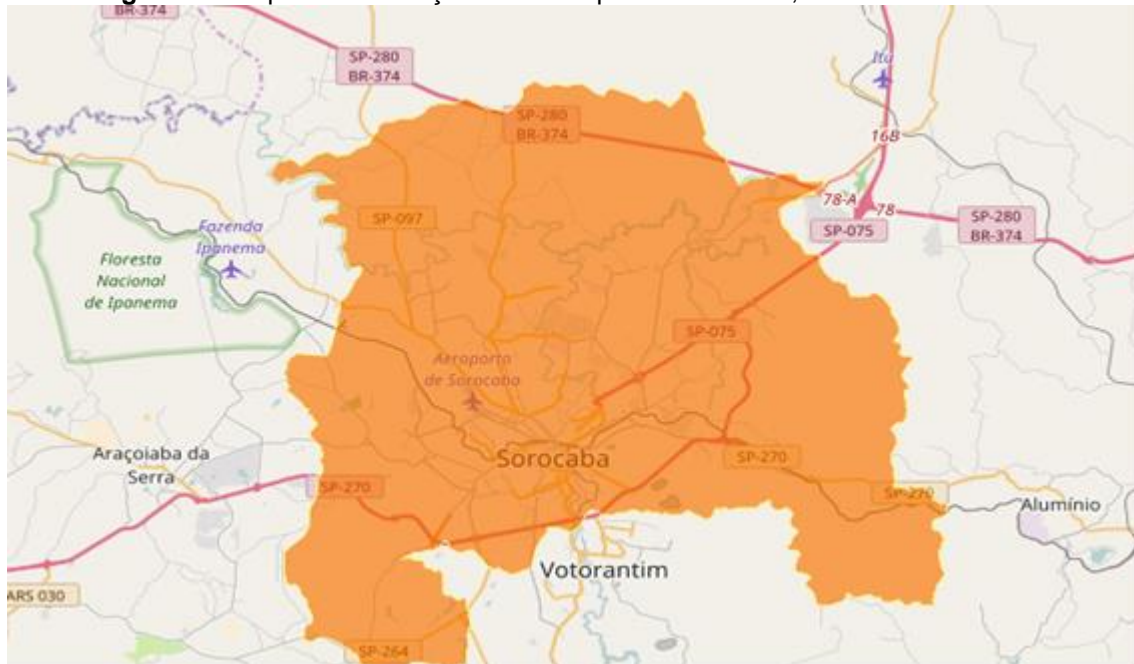 BR-374
SP-280
BR-374
Itu
SP-280
BR-374
16B
SP-097
78-A
78
SP-075
SP-280
BR-374
Fazenda
Ipanema
Floresta
Nacional
de Ipanema
SP-075
Aeroporto
de Sorocaba
Araçoiaba da
Serra
Sorocaba
SP-270
SP-270
SP-270
Alumínio
Votorantim
ARS 030
SP-264